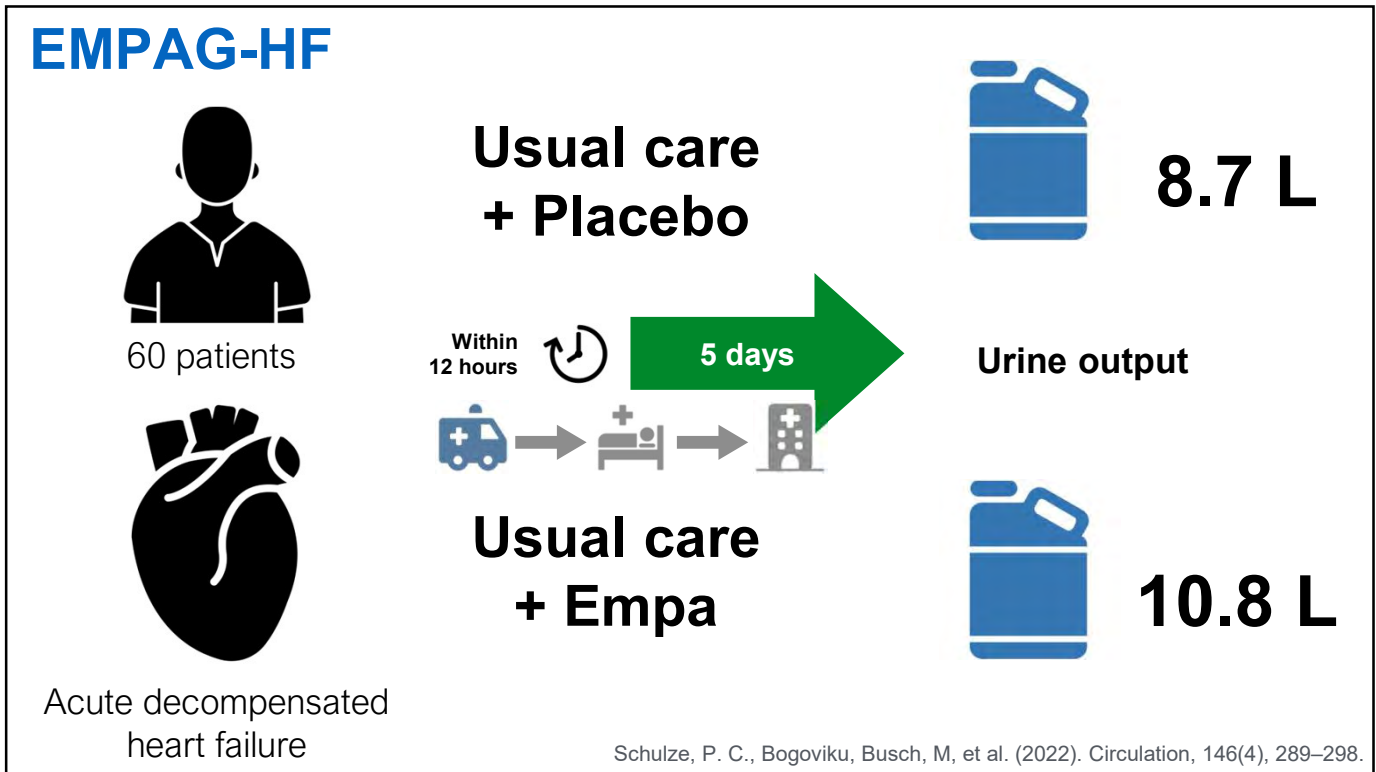 EMPAG-HF
60 patients
Acute decompensated
heart failure
Usual care
+ Placebo
Within
12 hours
5 days
Usual care
+ Empa
8.7 L
Urine output
10.8 L
Schulze, P. C., Bogoviku, Busch, M, et al. (2022). Circulation, 146(4), 289–298.